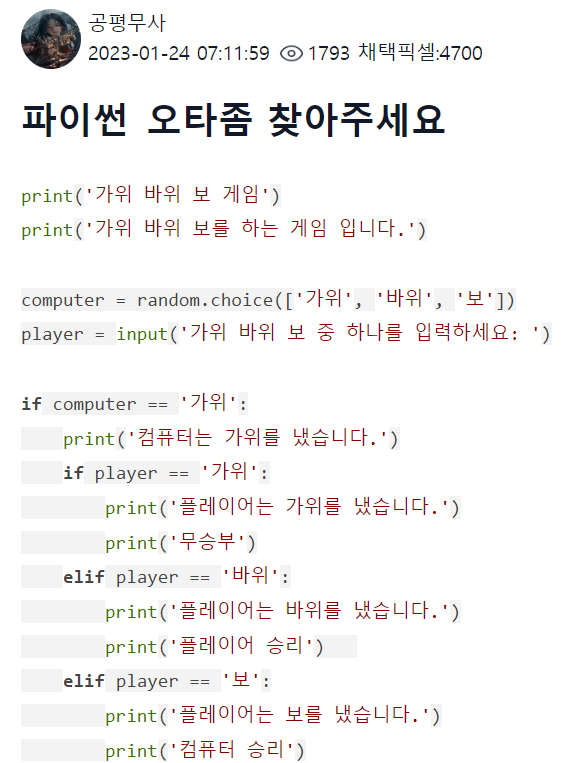 공평무사
2023-01-24 07:11:59 1793 채택픽셀:4700
파이썬 오타좀 찾아주세요
print('가위 바위 보 게임')
print('가위 바위 보를 하는 게임 입니다.')
computer = random.choice(['가위', '바위', '보'])
player = input('가위 바위 보 중 하나를 입력하세요: ')
if computer == '가위':
    print('컴퓨터는 가위를 냈습니다.')
    if player == '가위':
        print('플레이어는 가위를 냈습니다.')
        print('무승부')
    elif player == '바위':
        print('플레이어는 바위를 냈습니다.')
        print('플레이어 승리')
    elif player == '보':
        print('플레이어는 보를 냈습니다.')
        print('컴퓨터 승리')